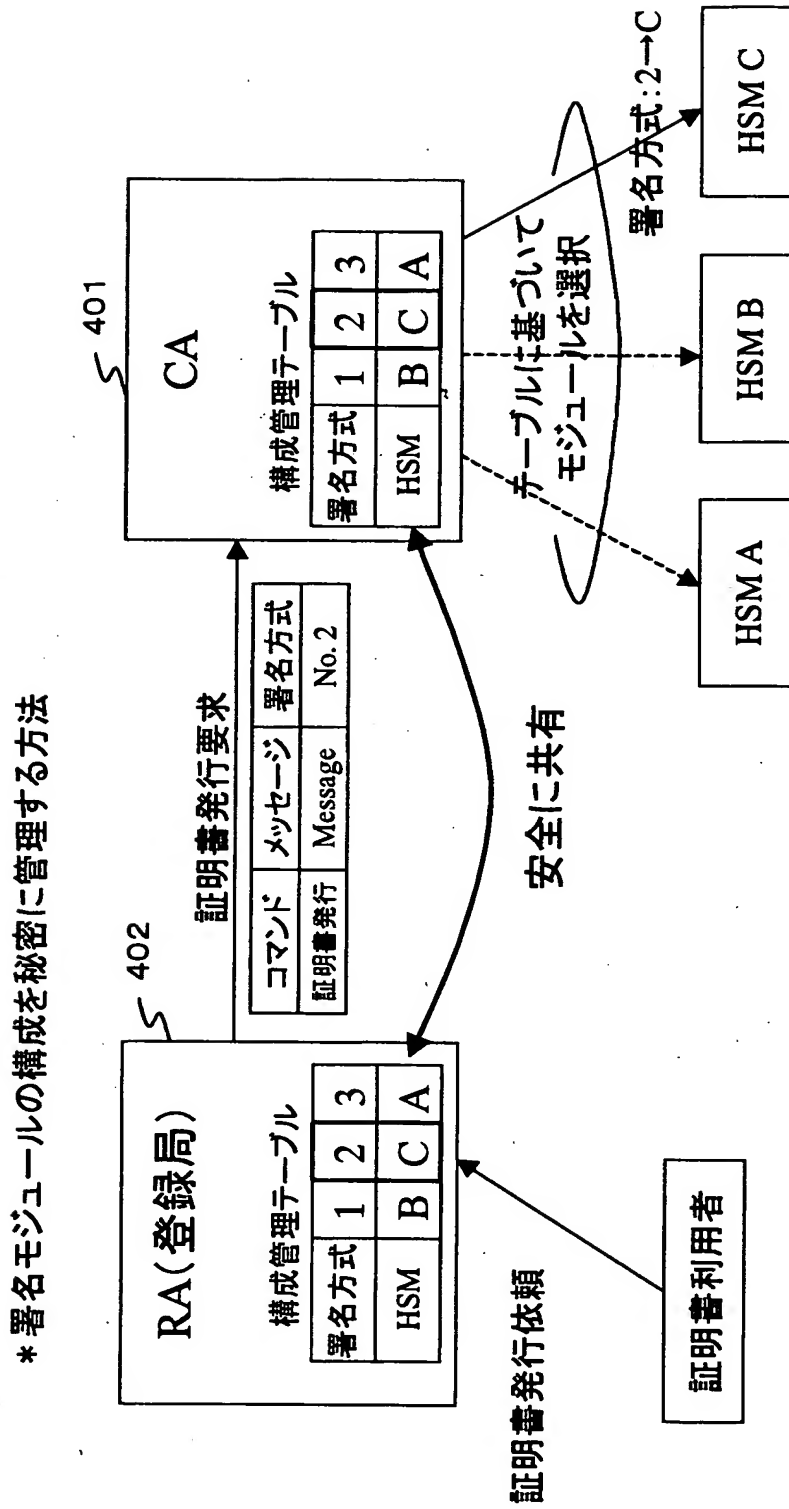 *署名モジュールの構成を秘密に管理する方法
402
RA(登録局)
構成管理テーブル
署名方式 1 2 3
HSM B C A
証明書発行依頼
証明書利用者
証明書発行要求
コマンド メッセージ 署名方式
証明書発行 Message No. 2
安全に共有
401
CA
構成管理テーブル
署名方式 1 2 3
HSM B C A
テーブルに基づいて
モジュールを選択
署名方式:2→C
HSM A
HSM B
HSM C